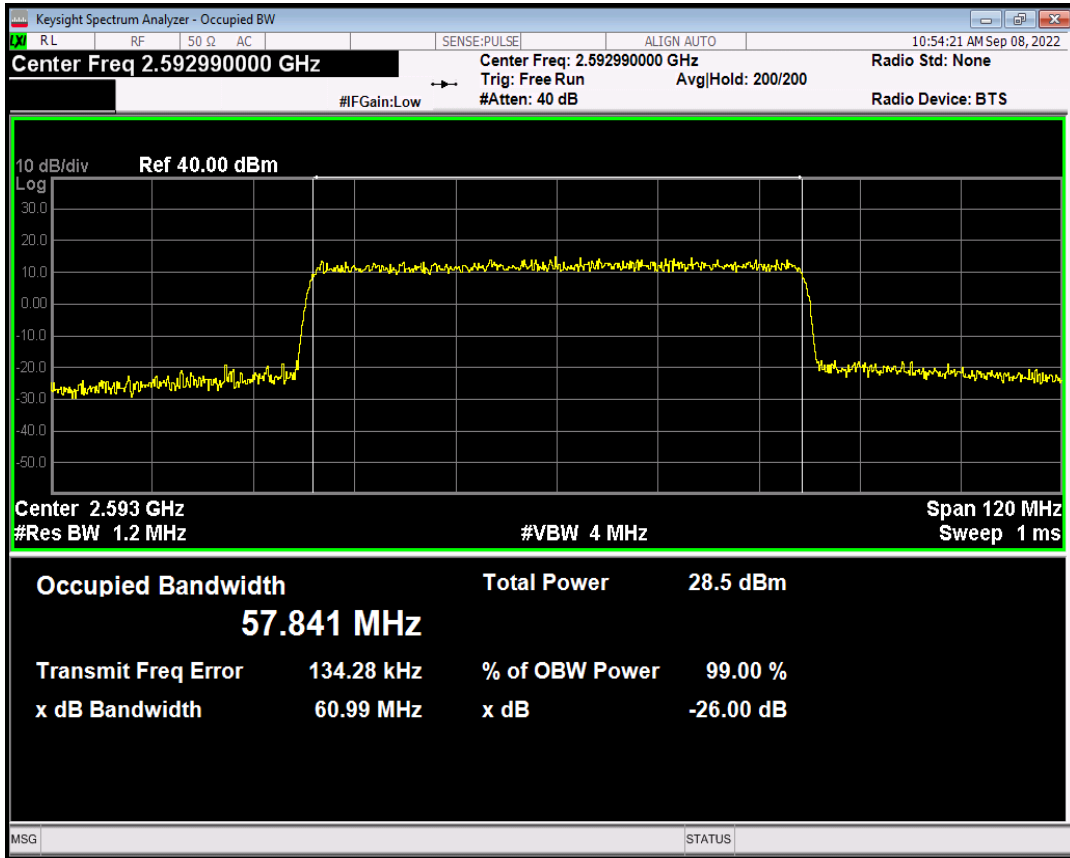 Keysight Spectrum Analyzer - Occupied BW
LXI RL RF 50 Ω AC SENSE:PULSE ALIGN AUTO 10:54:21 AM Sep 08, 2022
Center Freq 2.592990000 GHz Center Freq: 2.592990000 GHz Radio Std: None
Trig: Free Run Avg|Hold: 200/200
#IFGain:Low #Atten: 40 dB Radio Device: BTS
10 dB/div Ref 40.00 dBm
Log
30.0
20.0
10.0
0.00
-10.0
-20.0
-30.0
-40.0
-50.0
Center 2.593 GHz Span 120 MHz
#Res BW 1.2 MHz #VBW 4 MHz Sweep 1 ms
Occupied Bandwidth Total Power 28.5 dBm
57.841 MHz
Transmit Freq Error 134.28 kHz % of OBW Power 99.00 %
x dB Bandwidth 60.99 MHz x dB -26.00 dB
MSG STATUS